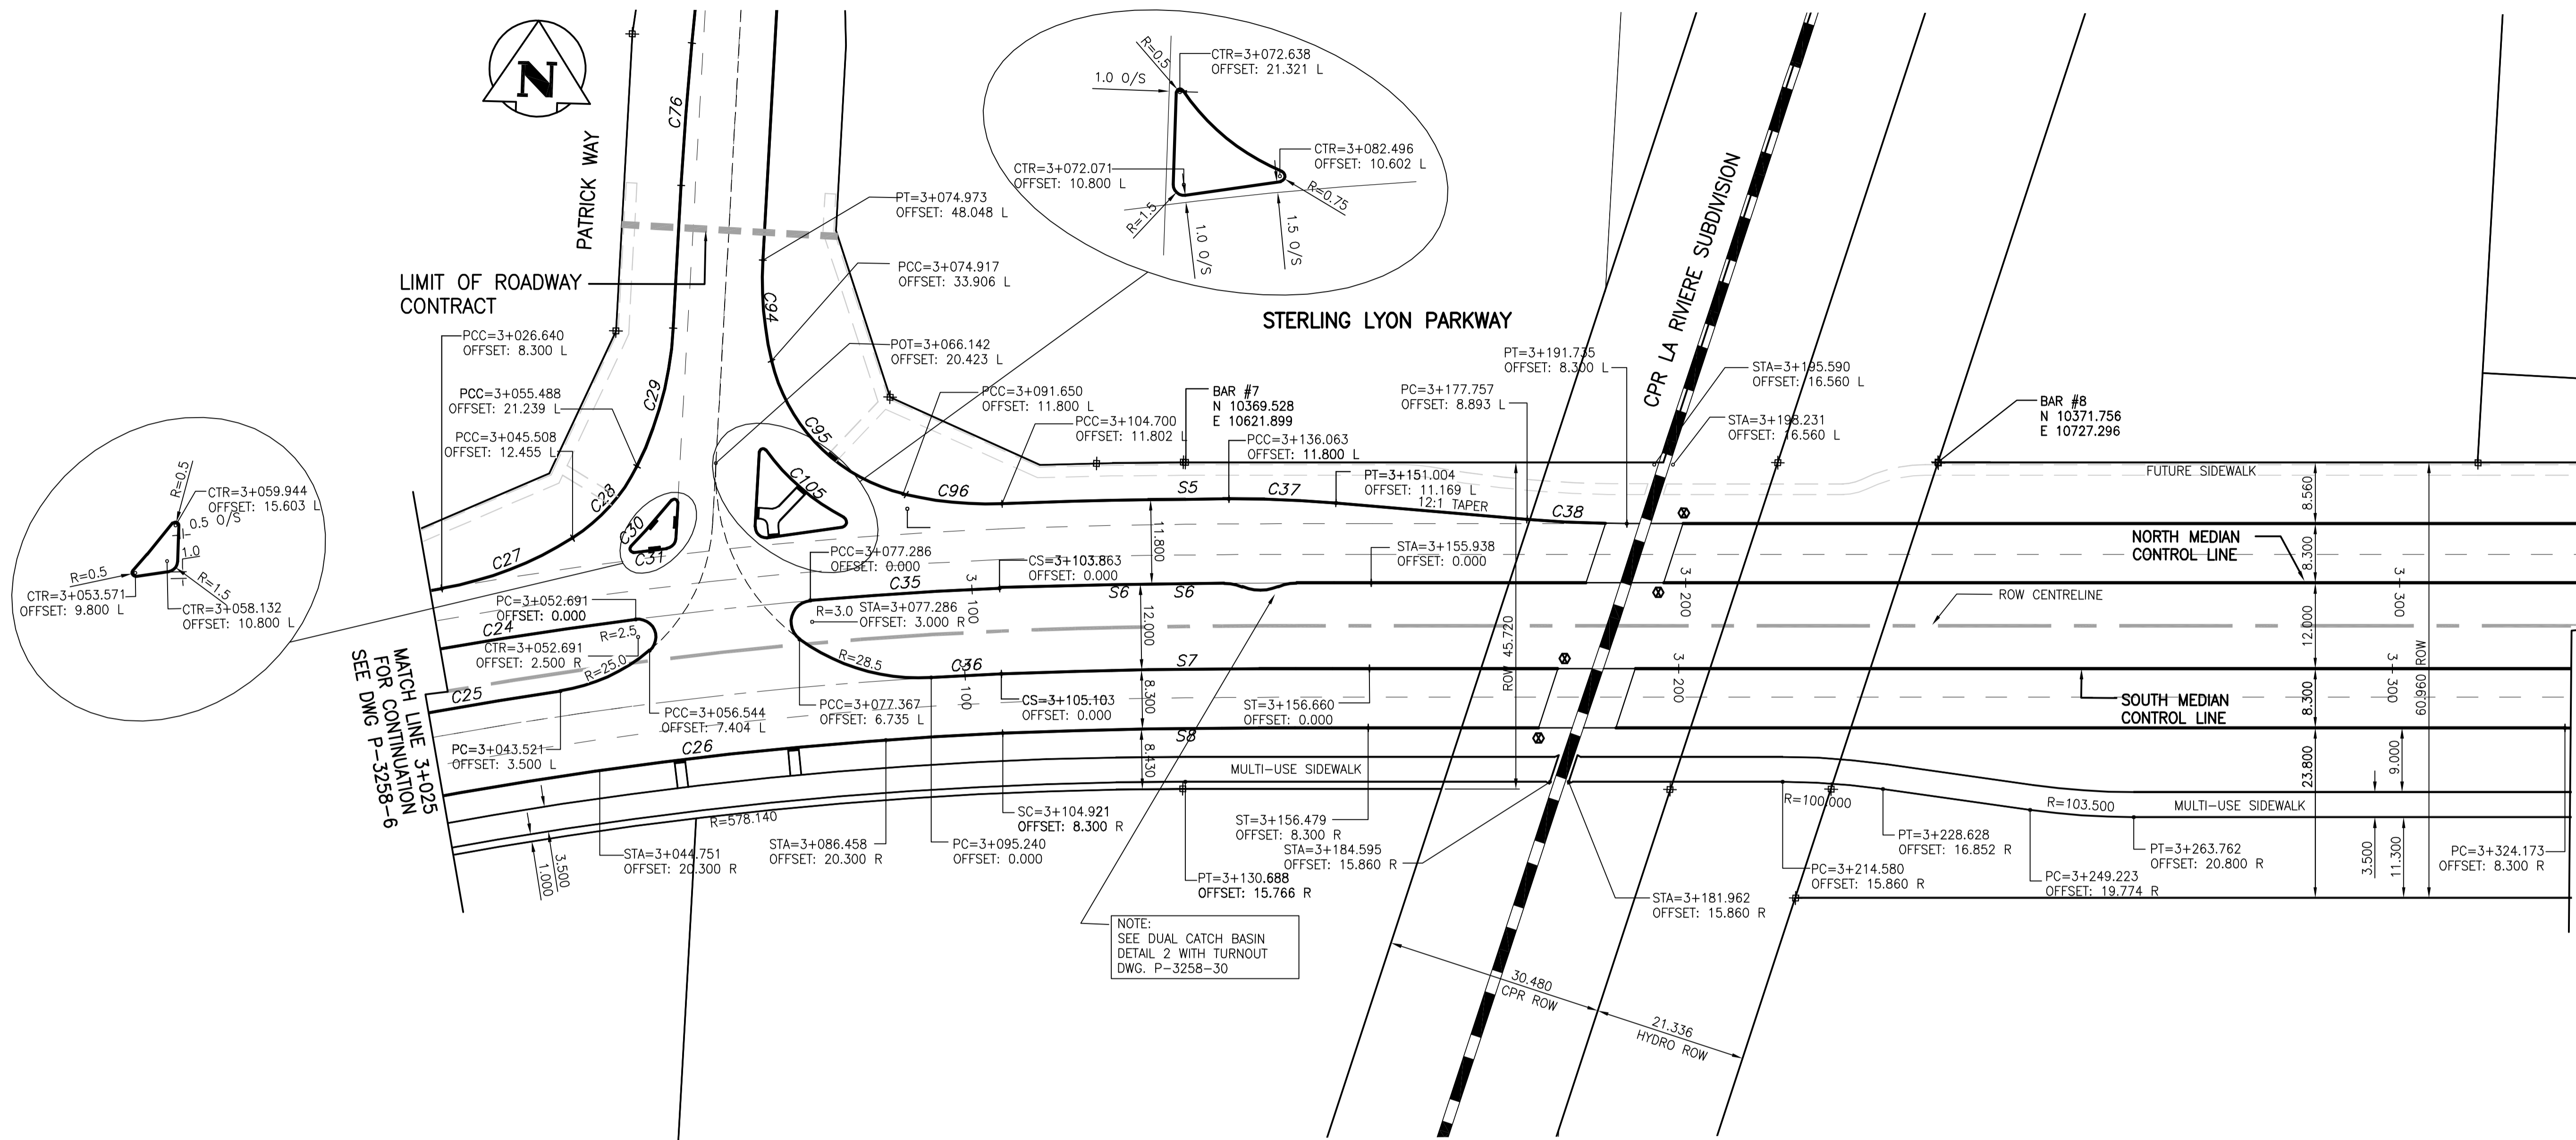 N
C76
PATRICK WAY
LIMIT OF ROADWAY
CONTRACT
PT=3+074.973
OFFSET: 48.048 L
PCC=3+074.917
OFFSET: 33.906 L
C94
POT=3+066.142
OFFSET: 20.423 L
R=0.5
CTR=3+072.638
OFFSET: 21.321 L
1.0 O/S
CTR=3+072.071
OFFSET: 10.800 L
CTR=3+082.496
OFFSET: 10.602 L
R=1.5
R=0.75
1.0 O/S
1.5 O/S
STERLING LYON PARKWAY
CPR LA RIVIERE SUBDIVISION
PCC=3+026.640
OFFSET: 8.300 L
PCC=3+055.488
OFFSET: 21.239 L
PCC=3+045.508
OFFSET: 12.455 L
C29
C28
C27
C30
C31
C95
C105
PCC=3+091.650
OFFSET: 11.800 L
PCC=3+104.700
OFFSET: 11.802 L
BAR #7
N 10369.528
E 10621.899
PCC=3+136.063
OFFSET: 11.800 L
PT=3+151.004
OFFSET: 11.169 L
12:1 TAPER
PC=3+177.757
OFFSET: 8.893 L
PT=3+191.735
OFFSET: 8.300 L
STA=3+195.590
OFFSET: 16.560 L
STA=3+198.231
OFFSET: 16.560 L
BAR #8
N 10371.756
E 10727.296
FUTURE SIDEWALK
C96
S5
C37
C38
11.800
8.560
8.300
12.000
8.300
23.800
9.000
60.960 ROW
NORTH MEDIAN
CONTROL LINE
ROW CENTRELINE
SOUTH MEDIAN
CONTROL LINE
3-200
3-300
3-200
3-300
R=0.5
CTR=3+059.944
OFFSET: 15.603 L
0.5 O/S
1.0
R=0.5
R=1.5
CTR=3+053.571
OFFSET: 9.800 L
CTR=3+058.132
OFFSET: 10.800 L
PC=3+052.691
OFFSET: 0.000
C24
R=2.5
CTR=3+052.691
OFFSET: 2.500 R
R=25.0
C25
PCC=3+077.286
OFFSET: 0.000
C35
R=3.0
STA=3+077.286
OFFSET: 3.000 R
3-100
CS=3+103.863
OFFSET: 0.000
S6
S6
STA=3+155.938
OFFSET: 0.000
12.000
R=28.5
C36
3-100
S7
ROW 45.720
MATCH LINE 3+025
FOR CONTINUATION
SEE DWG P-3258-6
PC=3+043.521
OFFSET: 3.500 L
PCC=3+056.544
OFFSET: 7.404 L
C26
PCC=3+077.367
OFFSET: 6.735 L
CS=3+105.103
OFFSET: 0.000
8.300
ST=3+156.660
OFFSET: 0.000
S8
8.430
MULTI-USE SIDEWALK
R=578.140
3.500
1.000
STA=3+044.751
OFFSET: 20.300 R
STA=3+086.458
OFFSET: 20.300 R
PC=3+095.240
OFFSET: 0.000
SC=3+104.921
OFFSET: 8.300 R
PT=3+130.688
OFFSET: 15.766 R
ST=3+156.479
OFFSET: 8.300 R
STA=3+184.595
OFFSET: 15.860 R
STA=3+181.962
OFFSET: 15.860 R
R=100.000
PC=3+214.580
OFFSET: 15.860 R
PT=3+228.628
OFFSET: 16.852 R
R=103.500
MULTI-USE SIDEWALK
PC=3+249.223
OFFSET: 19.774 R
PT=3+263.762
OFFSET: 20.800 R
3.500
11.300
PC=3+324.173
OFFSET: 8.300 R
NOTE:
SEE DUAL CATCH BASIN
DETAIL 2 WITH TURNOUT
DWG. P-3258-30
30.480
CPR ROW
21.336
HYDRO ROW